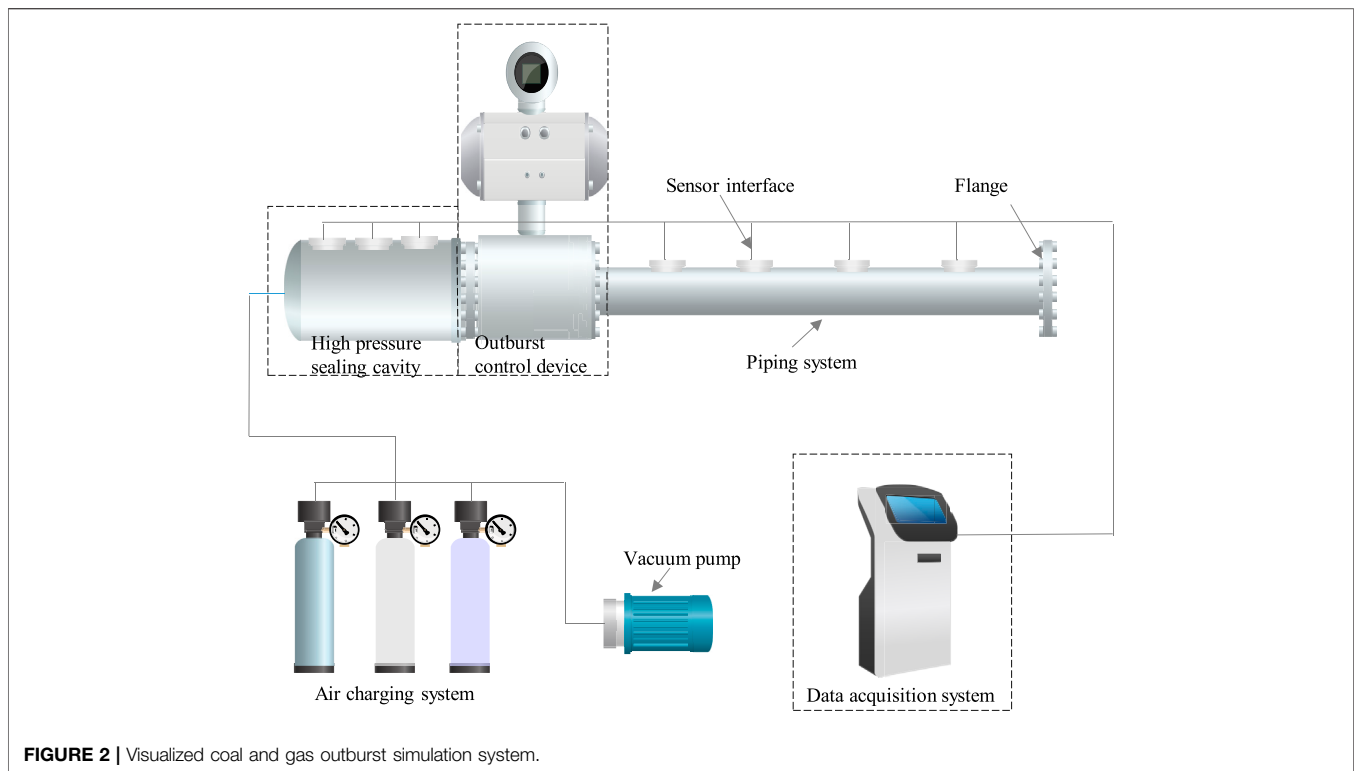 Sensor interface
Flange
High pressure
sealing cavity
Outburst
control device
Piping system
Vacuum pump
Air charging system
Data acquisition system
FIGURE 2 | Visualized coal and gas outburst simulation system.